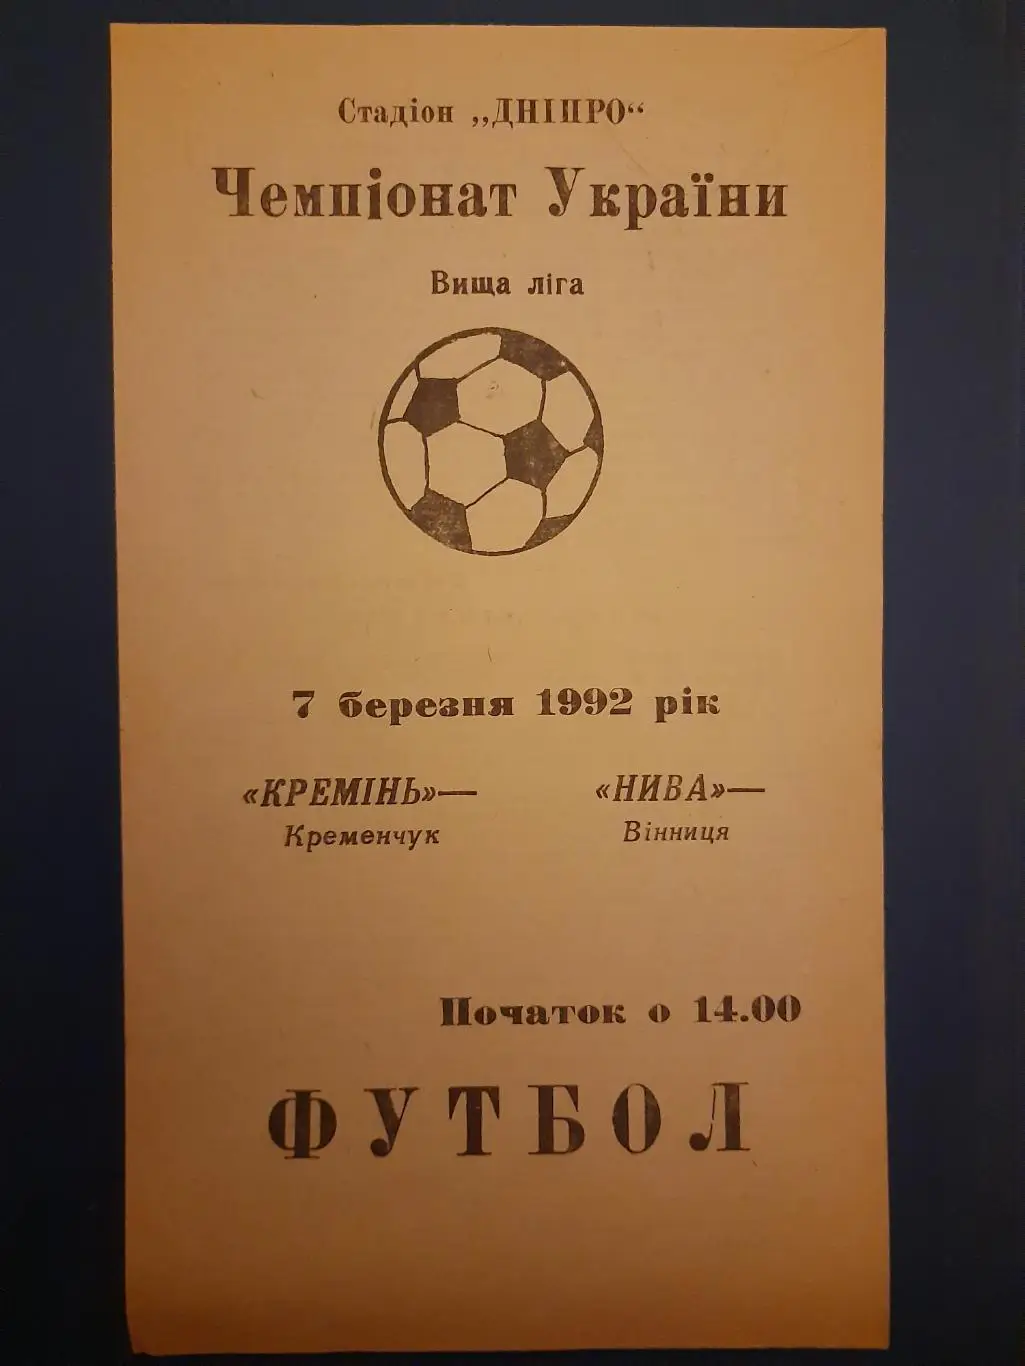 Стадіон „ДНІПРО“
Чемпіонат України
Вища ліга
7 березня 1992 рік
«КРЕМІНЬ»— «НИВА»—
Кременчук Вінниця
Початок о 14.00
ФУТБОЛ